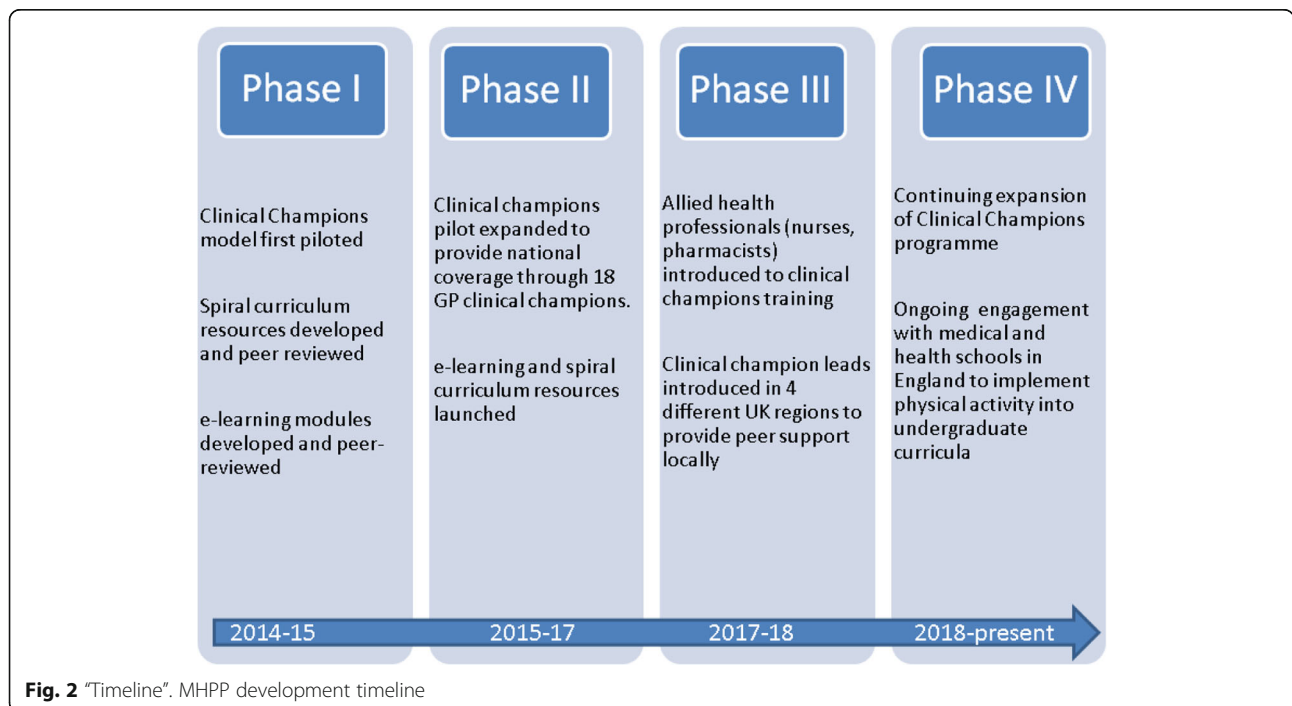 Phase I
Clinical Champions
model first piloted
Spiral curriculum
resources developed
and peer reviewed
e-learning modules
developed and peer-
reviewed
2014-15
Phase II
Clinical champions
pilot expanded to
provide national
coverage through 18
GP clinical champions.
e-learning and spiral
curriculum resources
launched
2015-17
Phase III
Allied health
professionals (nurses,
pharmacists)
introduced to clinical
champions training
Clinical champion leads
introduced in 4
different UK regions to
provide peer support
locally
2017-18
Phase IV
Continuing expansion
of Clinical Champions
programme
Ongoing engagement
with medical and
health schools in
England to implement
physical activity into
undergraduate
curricula
2018-present
Fig. 2 “Timeline”. MHPP development timeline